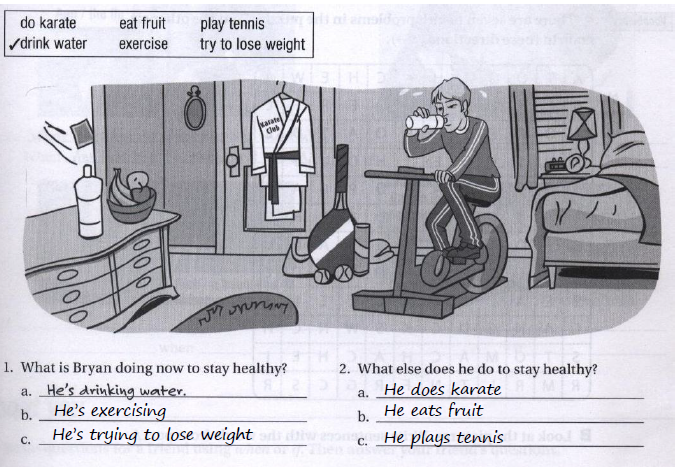 do karate eat fruit play tennis
✓drink water exercise try to lose weight
Karate
Club
1. What is Bryan doing now to stay healthy?
a. He's drinking water.
b. He's exercising
c. He's trying to lose weight
2. What else does he do to stay healthy?
a. He does karate
b. He eats fruit
c. He plays tennis